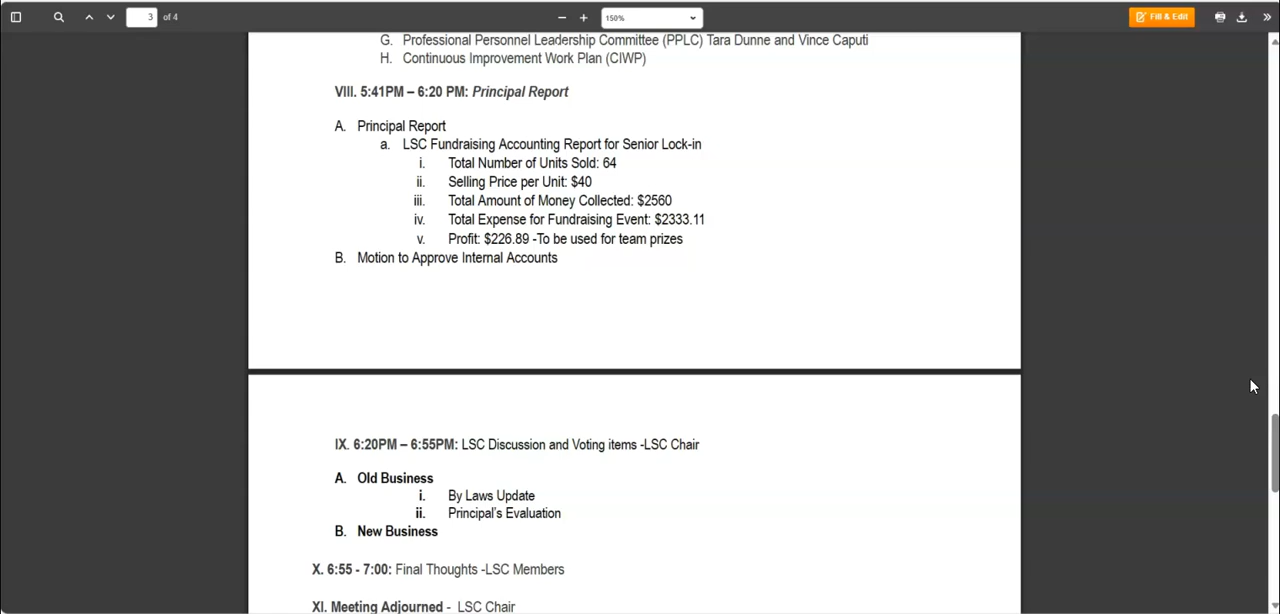 3 of 4
150%
Fill & Edit
G. Professional Personnel Leadership Committee (PPLC) Tara Dunne and Vince Caputi
H. Continuous Improvement Work Plan (CIWP)
VIII. 5:41PM – 6:20 PM: Principal Report
A. Principal Report
a. LSC Fundraising Accounting Report for Senior Lock-in
i. Total Number of Units Sold: 64
ii. Selling Price per Unit: $40
iii. Total Amount of Money Collected: $2560
iv. Total Expense for Fundraising Event: $2333.11
v. Profit: $226.89 -To be used for team prizes
B. Motion to Approve Internal Accounts
IX. 6:20PM – 6:55PM: LSC Discussion and Voting items -LSC Chair
A. Old Business
i. By Laws Update
ii. Principal's Evaluation
B. New Business
X. 6:55 - 7:00: Final Thoughts -LSC Members
XI. Meeting Adjourned - LSC Chair